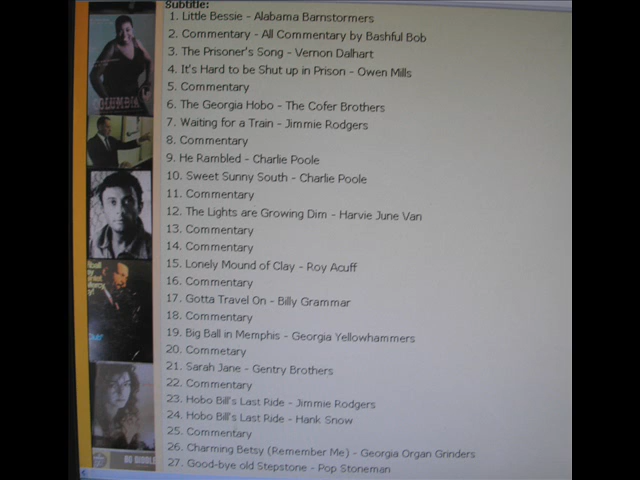 Subtitle:
1. Little Bessie - Alabama Barnstormers
2. Commentary - All Commentary by Bashful Bob
3. The Prisoner's Song - Vernon Dalhart
4. It's Hard to be Shut up in Prison - Owen Mills
5. Commentary
6. The Georgia Hobo - The Cofer Brothers
7. Waiting for a Train - Jimmie Rodgers
8. Commentary
9. He Rambled - Charlie Poole
10. Sweet Sunny South - Charlie Poole
11. Commentary
12. The Lights are Growing Dim - Harvie June Van
13. Commentary
14. Commentary
15. Lonely Mound of Clay - Roy Acuff
16. Commentary
17. Gotta Travel On - Billy Grammar
18. Commentary
19. Big Ball in Memphis - Georgia Yellowhammers
20. Commetary
21. Sarah Jane - Gentry Brothers
22. Commentary
23. Hobo Bill's Last Ride - Jimmie Rodgers
24. Hobo Bill's Last Ride - Hank Snow
25. Commentary
26. Charming Betsy (Remember Me) - Georgia Organ Grinders
27. Good-bye old Stepstone - Pop Stoneman
COLUMBIA
BO DIDDLE